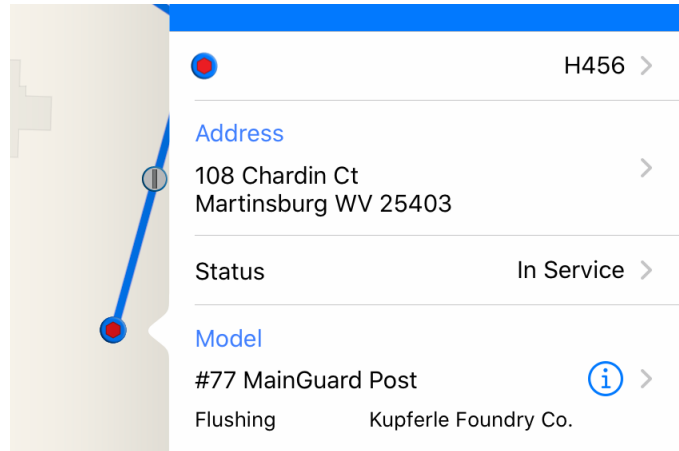 H456
Address
108 Chardin Ct
Martinsburg WV 25403
Status In Service
Model
#77 MainGuard Post
Flushing Kupferle Foundry Co.